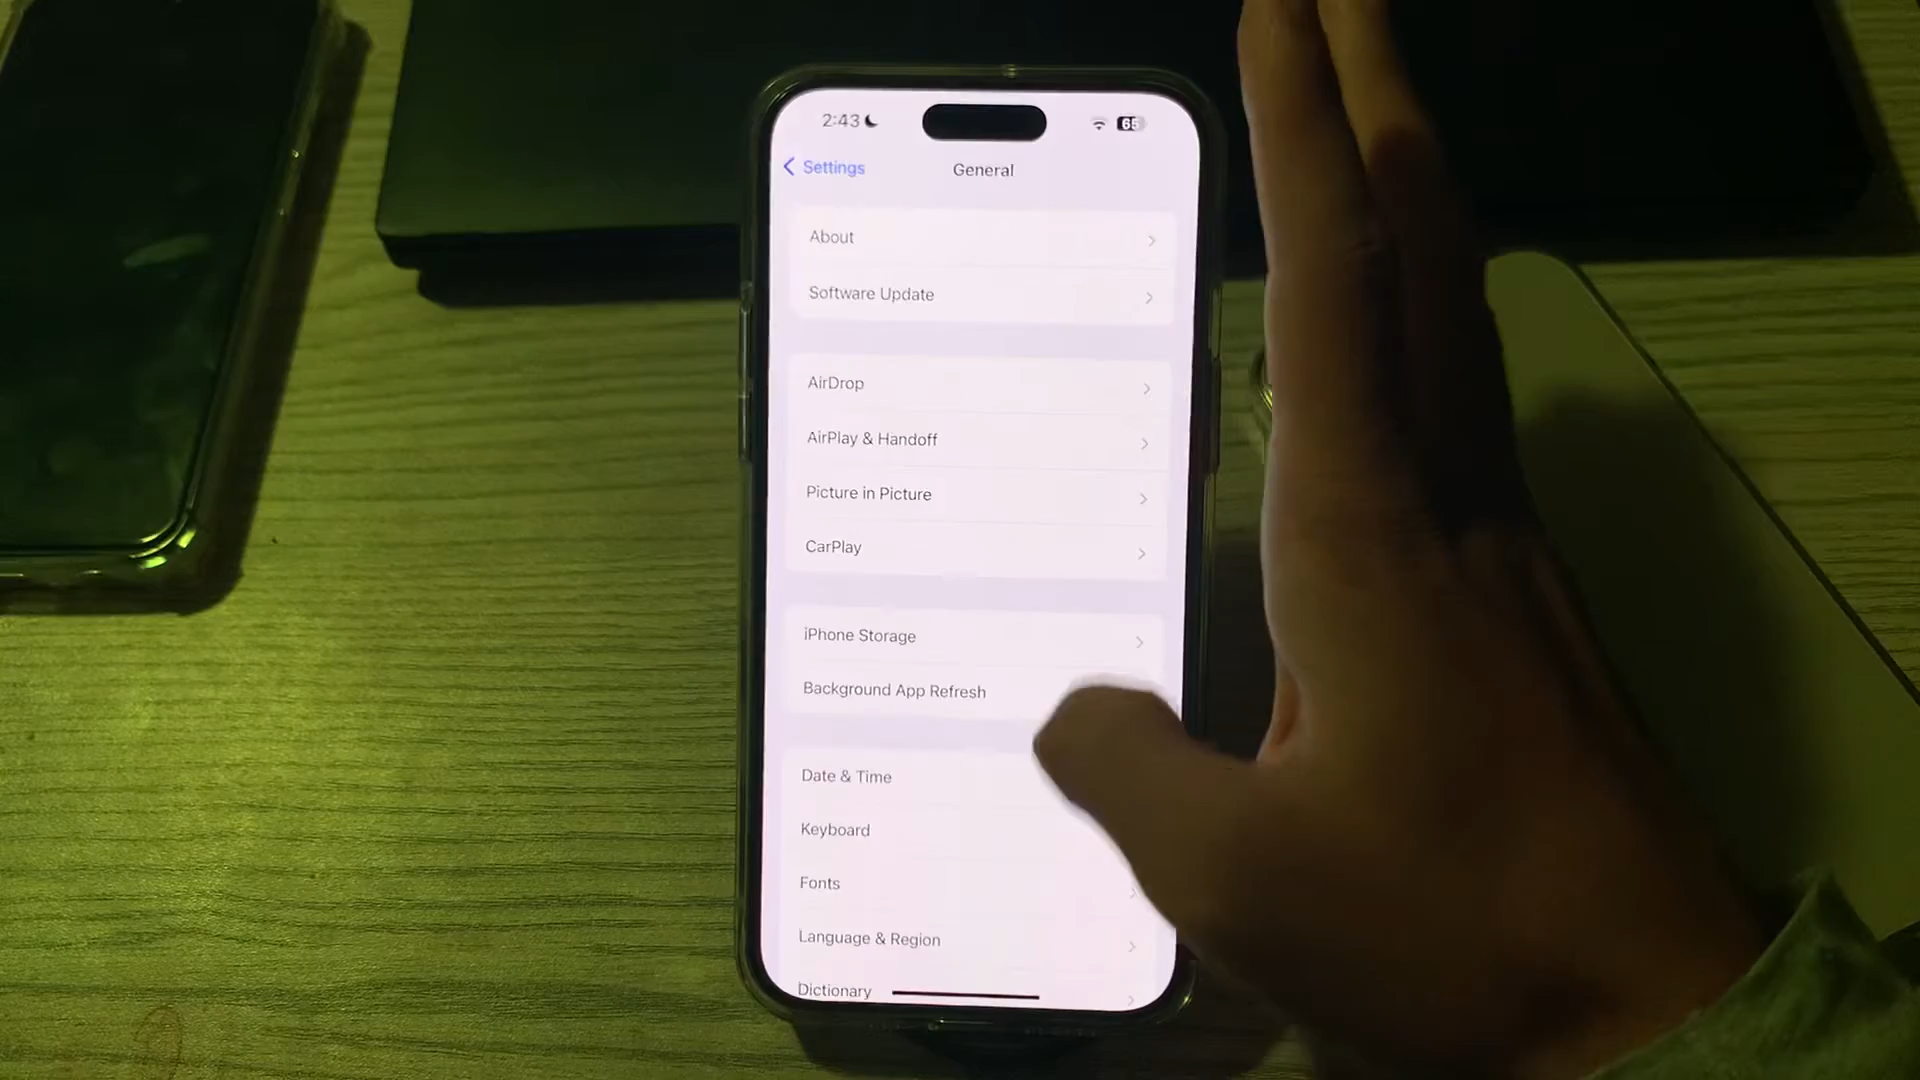 2:43
65
Settings
General
About
Software Update
AirDrop
AirPlay & Handoff
Picture in Picture
CarPlay
iPhone Storage
Background App Refresh
Date & Time
Keyboard
Fonts
Language & Region
Dictionary